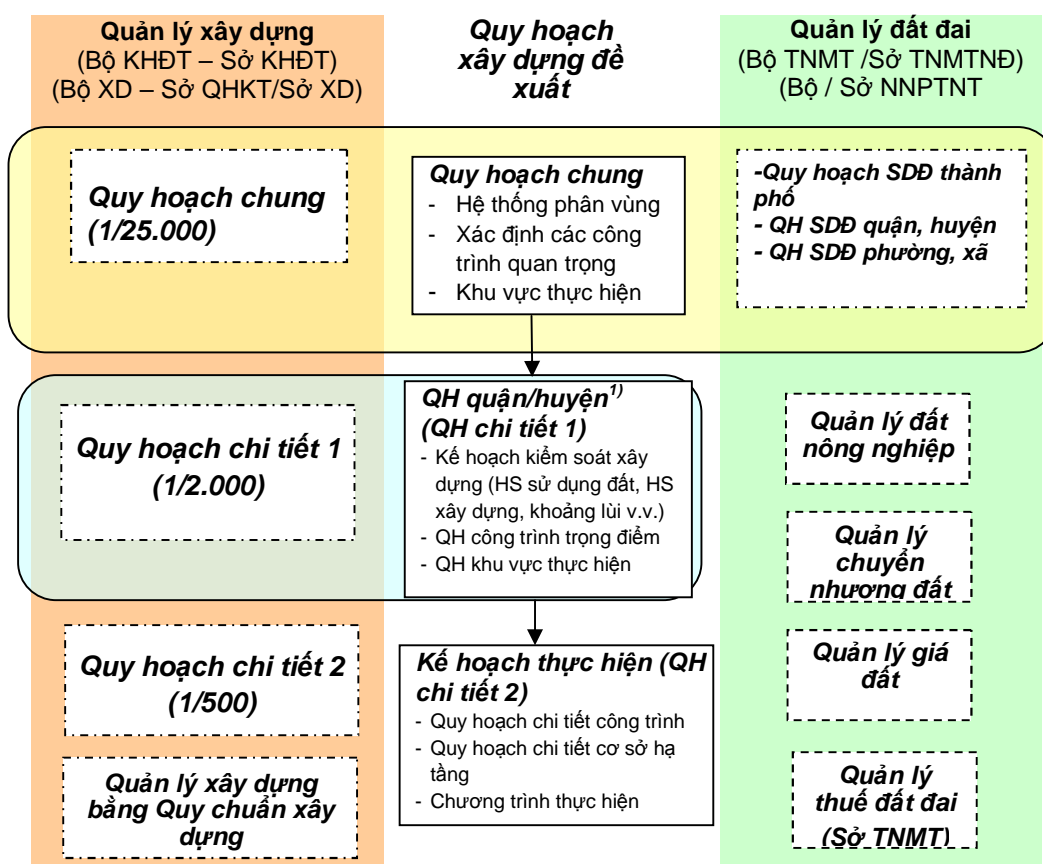 Quản lý xây dựng
(Bộ KHĐT – Sở KHĐT)
(Bộ XD – Sở QHKT/Sở XD)
Quy hoạch
xây dựng đề
xuất
Quản lý đất đai
(Bộ TNMT /Sở TNMTNĐ)
(Bộ / Sở NNPTNT
Quy hoạch chung
(1/25.000)
Quy hoạch chung
- Hệ thống phân vùng
- Xác định các công
trình quan trọng
- Khu vực thực hiện
-Quy hoạch SDĐ thành
phố
- QH SDĐ quận, huyện
- QH SDĐ phường, xã
Quy hoạch chi tiết 1
(1/2.000)
QH quận/huyện¹⁾
(QH chi tiết 1)
- Kế hoạch kiểm soát xây
dựng (HS sử dụng đất, HS
xây dựng, khoảng lùi v.v.)
- QH công trình trọng điểm
- QH khu vực thực hiện
Quản lý đất
nông nghiệp
Quản lý
chuyển
nhương đất
Quy hoạch chi tiết 2
(1/500)
Kế hoạch thực hiện (QH
chi tiết 2)
- Quy hoạch chi tiết công trình
- Quy hoạch chi tiết cơ sở hạ
tầng
- Chương trình thực hiện
Quản lý giá
đất
Quản lý xây dựng
bằng Quy chuẩn xây
dựng
Quản lý
thuế đất đai
(Sở TNMT)